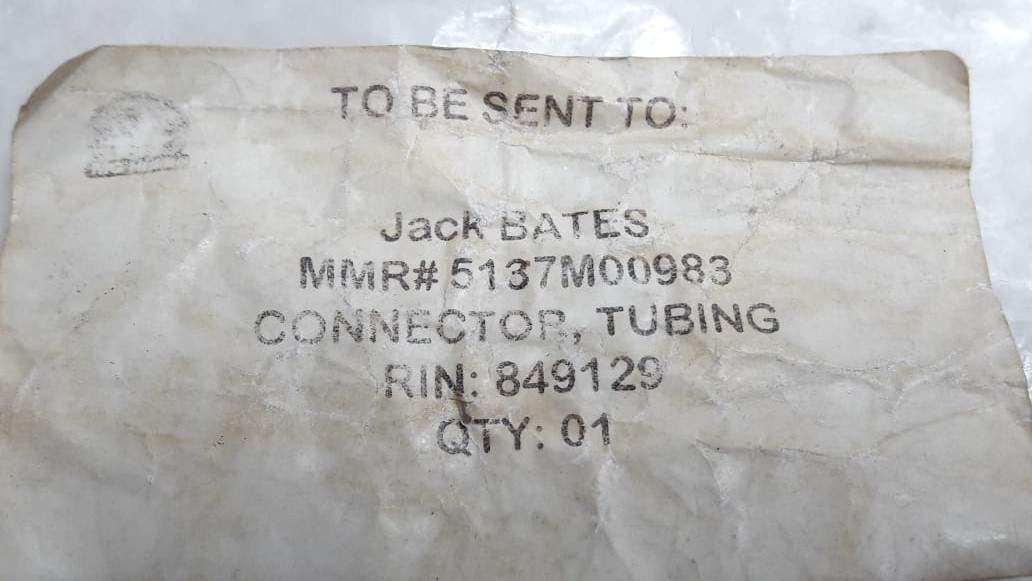 TO BE SENT TO:
Jack BATES
MMR# 5137M00983
CONNECTOR, TUBING
RIN: 849129
QTY: 01